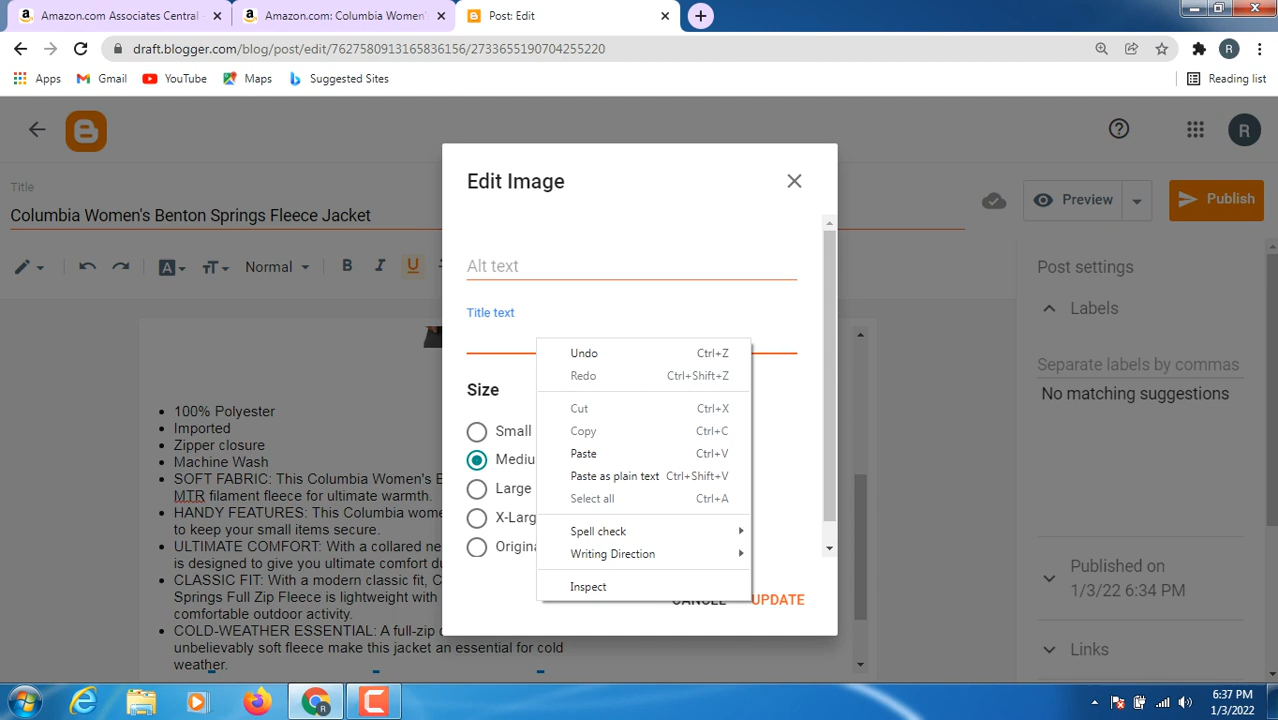 Amazon.com Associates Central -
Amazon.com: Columbia Women'
Post: Edit
draft.blogger.com/blog/post/edit/7627580913165836156/2733655190704255220
R
Apps
Gmail
YouTube
Maps
Suggested Sites
Reading list
R
Title
Columbia Women's Benton Springs Fleece Jacket
Preview
Publish
Normal
B
I
U
Edit Image
Alt text
Title text
Size
Small
Mediu
Large
X-Larg
Origina
CANCEL
UPDATE
Undo Ctrl+Z
Redo Ctrl+Shift+Z
Cut Ctrl+X
Copy Ctrl+C
Paste Ctrl+V
Paste as plain text Ctrl+Shift+V
Select all Ctrl+A
Spell check
Writing Direction
Inspect
100% Polyester
Imported
Zipper closure
Machine Wash
SOFT FABRIC: This Columbia Women's B
MTR filament fleece for ultimate warmth.
HANDY FEATURES: This Columbia wome
to keep your small items secure.
ULTIMATE COMFORT: With a collared ne
is designed to give you ultimate comfort d
CLASSIC FIT: With a modern classic fit, C
Springs Full Zip Fleece is lightweight with
comfortable outdoor activity.
COLD-WEATHER ESSENTIAL: A full-zip c
unbelievably soft fleece make this jacket an essential for cold
weather.
Post settings
Labels
Separate labels by commas
No matching suggestions
Published on
1/3/22 6:34 PM
Links
R
6:37 PM
1/3/2022